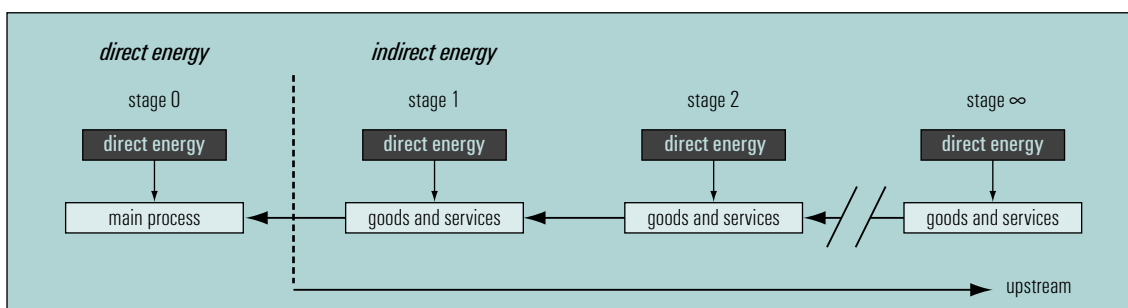 direct energy indirect energy
stage 0 stage 1 stage 2 stage ∞
direct energy direct energy direct energy direct energy
main process goods and services goods and services goods and services
upstream